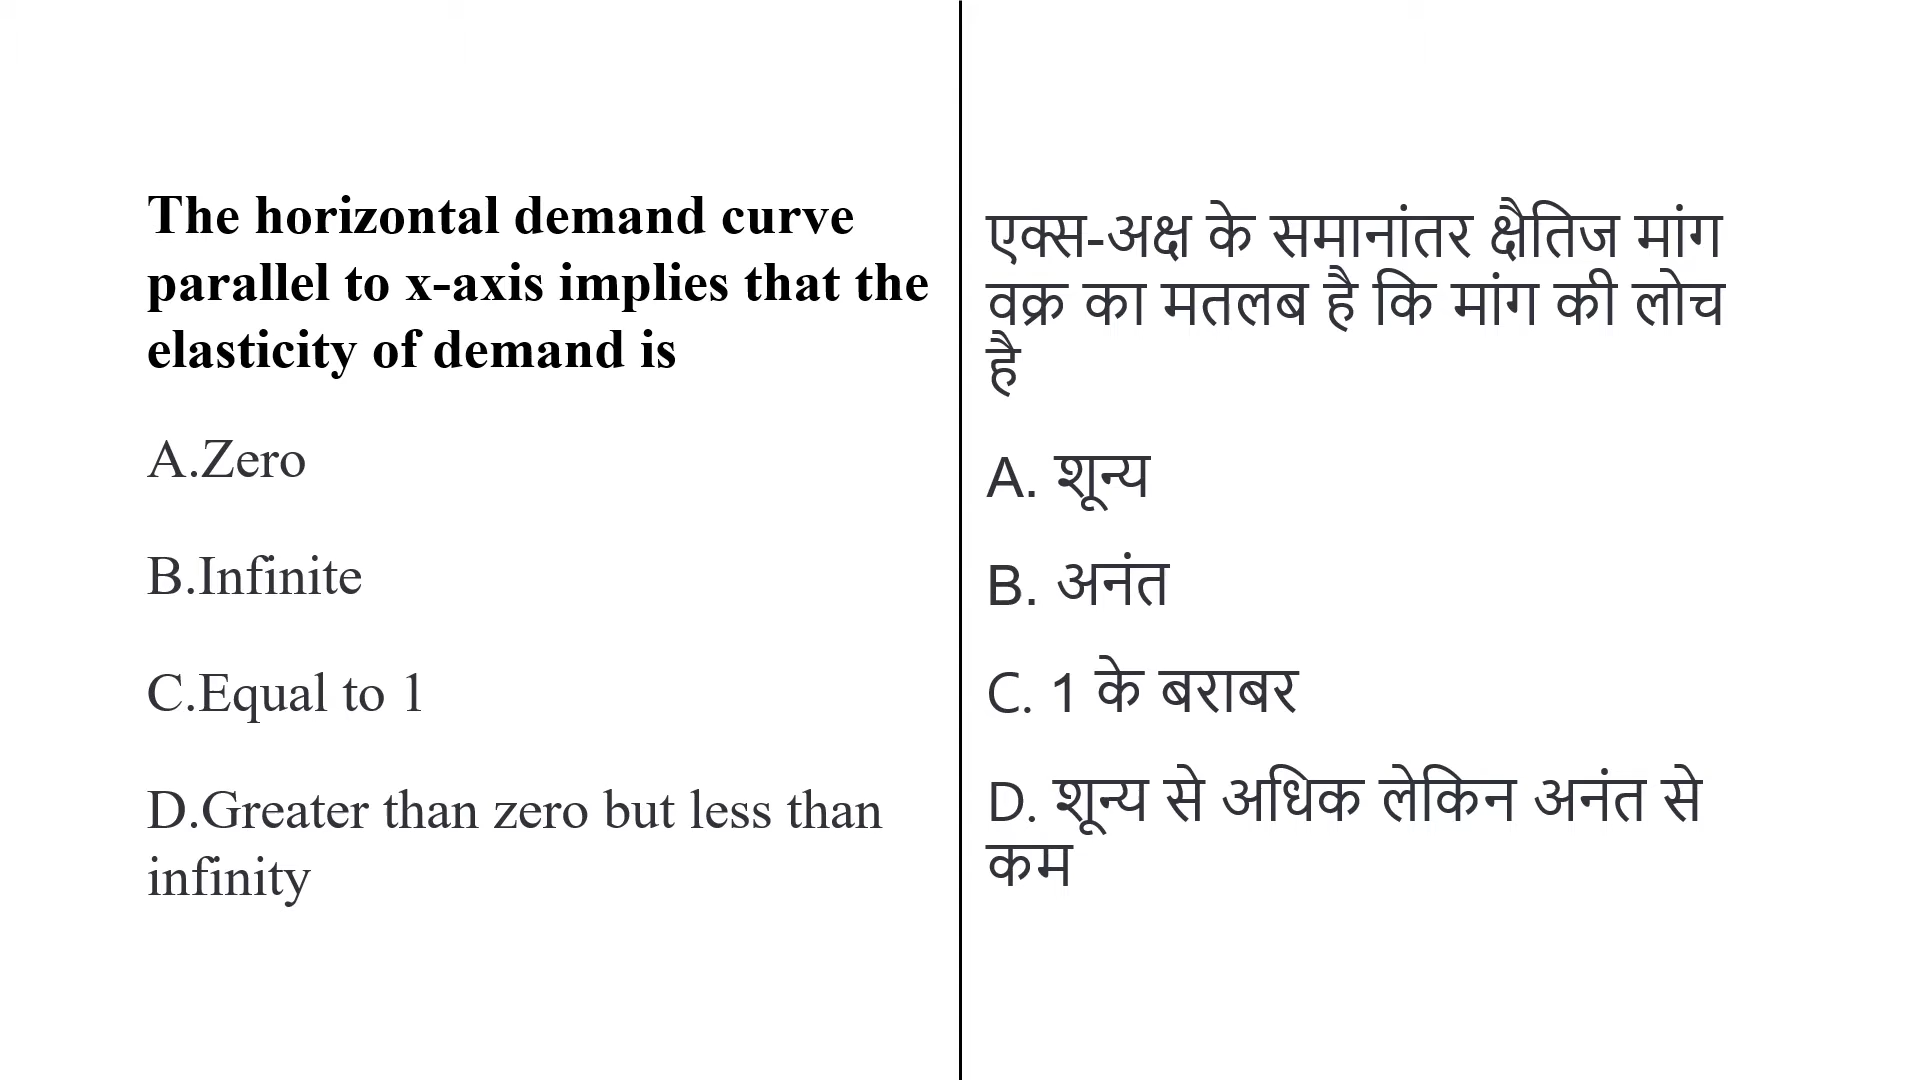 The horizontal demand curve
parallel to x-axis implies that the
elasticity of demand is
A.Zero
B.Infinite
C.Equal to 1
D.Greater than zero but less than
infinity
एक्स-अक्ष के समानांतर क्षैतिज मांग
वक्र का मतलब है कि मांग की लोच
है
A. शून्य
B. अनंत
C. 1 के बराबर
D. शून्य से अधिक लेकिन अनंत से
कम